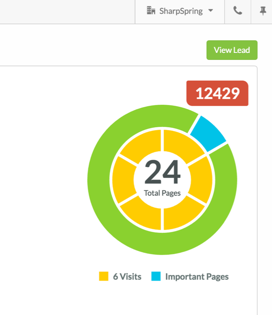 SharpSpring
View Lead
12429
24
Total Pages
6 Visits
Important Pages